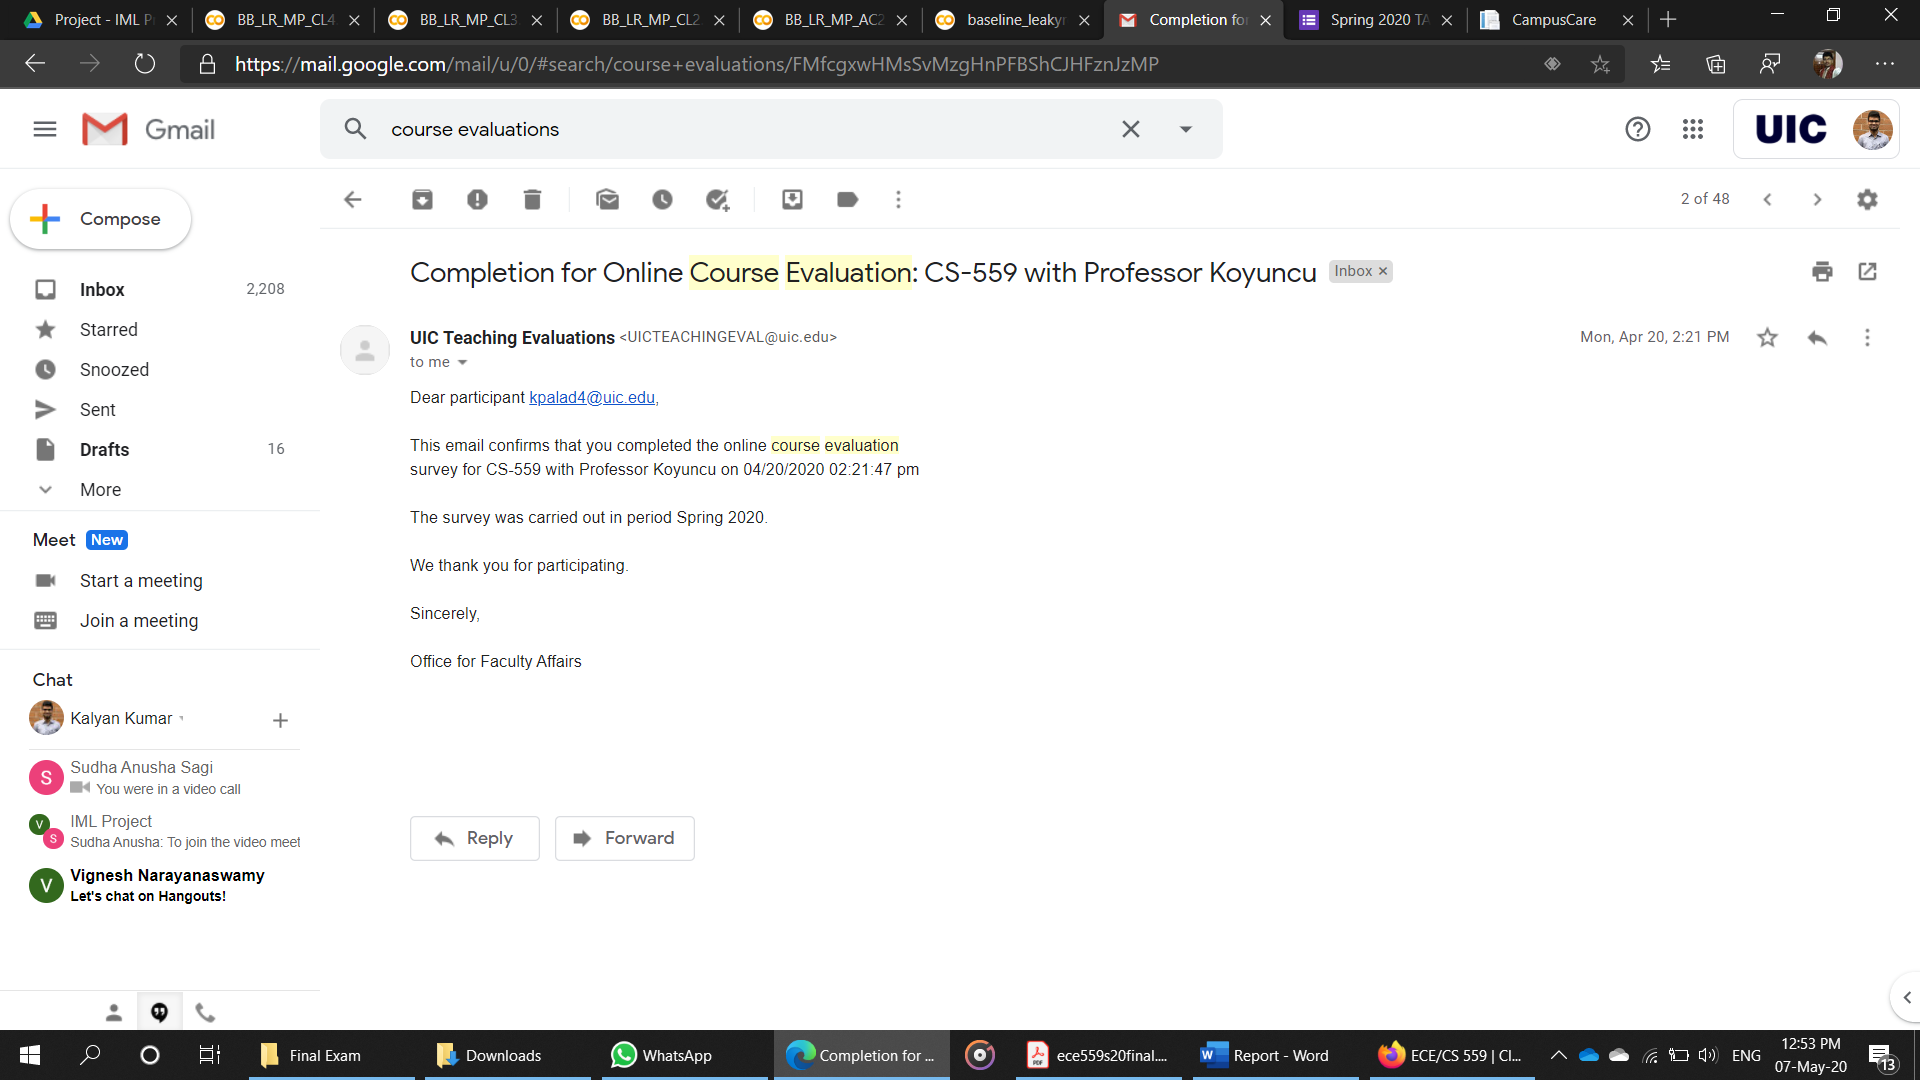 Project - IML P
BB_LR_MP_CL4
BB_LR_MP_CL3
BB_LR_MP_CL2
BB_LR_MP_AC2
baseline_leakyr
Completion fo
Spring 2020 TA
CampusCare
https://mail.google.com/mail/u/0/#search/course+evaluations/FMfcgxwHMsSvMzgHnPFBShCJHFznJzMP
Gmail
course evaluations
UIC
Compose
2 of 48
Inbox 2,208
Starred
Snoozed
Sent
Drafts 16
More
Meet New
Start a meeting
Join a meeting
Chat
Kalyan Kumar
Sudha Anusha Sagi
You were in a video call
IML Project
Sudha Anusha: To join the video meet
Vignesh Narayanaswamy
Let's chat on Hangouts!
S
V
S
V
Completion for Online Course Evaluation: CS-559 with Professor Koyuncu Inbox
UIC Teaching Evaluations <UICTEACHINGEVAL@uic.edu>
Mon, Apr 20, 2:21 PM
to me
Dear participant kpalad4@uic.edu,
This email confirms that you completed the online course evaluation
survey for CS-559 with Professor Koyuncu on 04/20/2020 02:21:47 pm
The survey was carried out in period Spring 2020.
We thank you for participating.
Sincerely,
Office for Faculty Affairs
Reply
Forward
Final Exam
Downloads
WhatsApp
Completion for ...
ece559s20final....
Report - Word
ECE/CS 559 | Cl...
ENG
12:53 PM
07-May-20
13